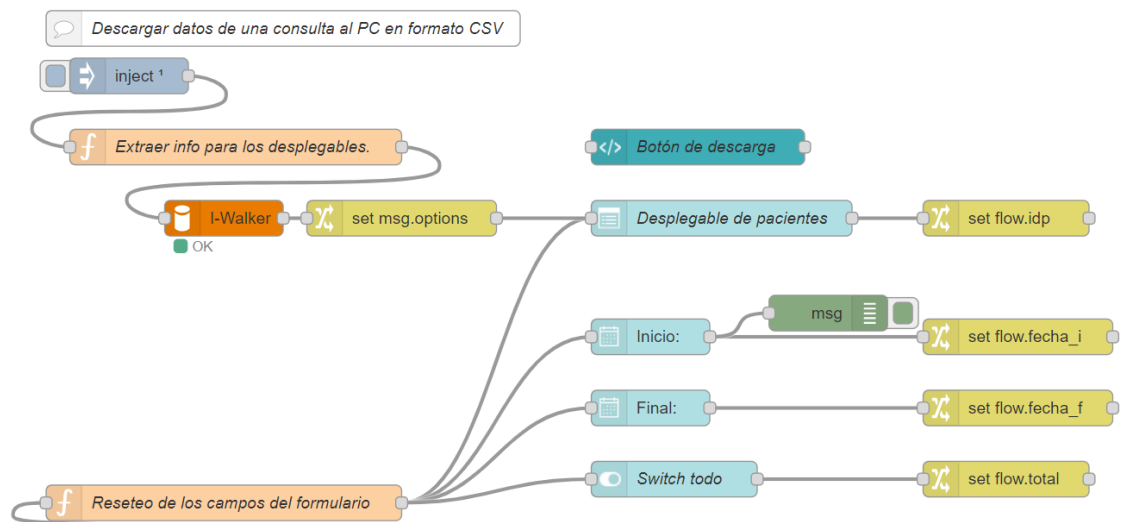 Descargar datos de una consulta al PC en formato CSV
inject ¹
Extraer info para los desplegables.
</> Botón de descarga
I-Walker
set msg.options
Desplegable de pacientes
set flow.idp
OK
msg
Inicio:
set flow.fecha_i
Final:
set flow.fecha_f
Switch todo
set flow.total
Reseteo de los campos del formulario